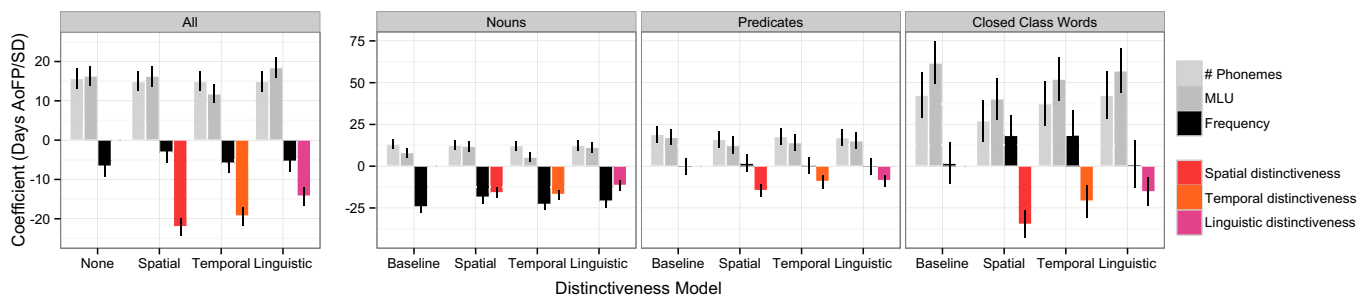 All
Nouns
Predicates
Closed Class Words
Coefficient (Days AoFP/SD)
20
10
0
-10
-20
75
50
25
0
-25
None Spatial Temporal Linguistic
Baseline Spatial Temporal Linguistic
Baseline Spatial Temporal Linguistic
Baseline Spatial Temporal Linguistic
Distinctiveness Model
# Phonemes
MLU
Frequency
Spatial distinctiveness
Temporal distinctiveness
Linguistic distinctiveness